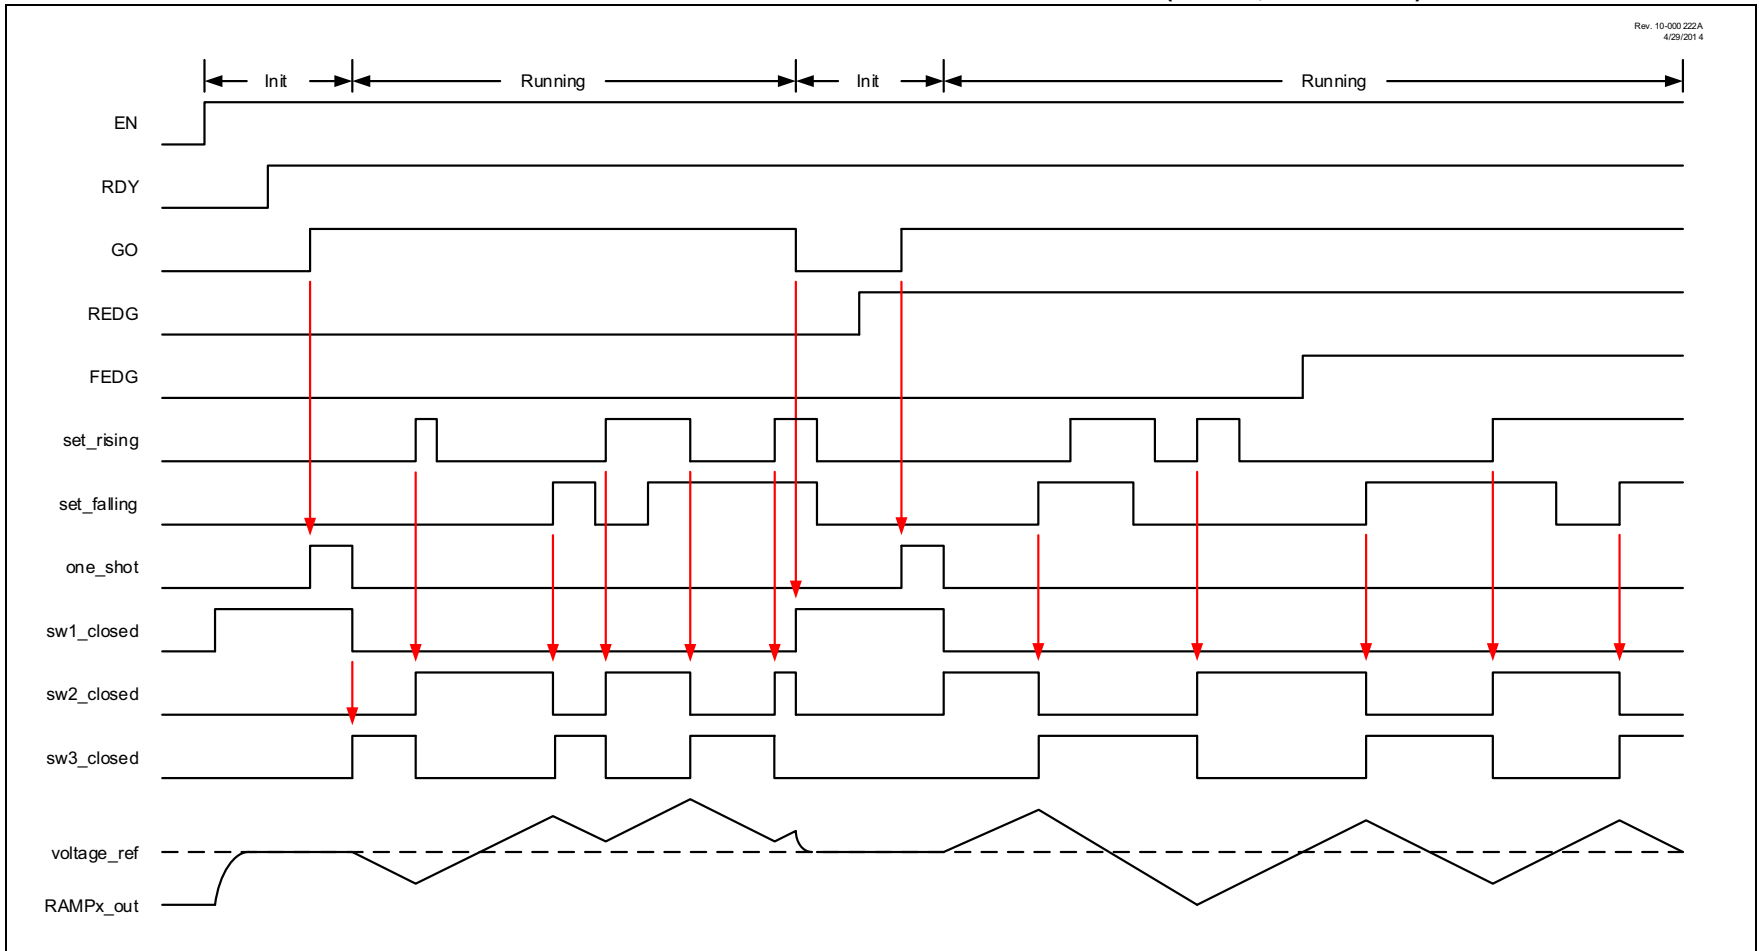 Rev. 10-000 222A
4/29/2014
Init
Running
Init
Running
EN
RDY
GO
REDG
FEDG
set_rising
set_falling
one_shot
sw1_closed
sw2_closed
sw3_closed
voltage_ref
RAMPx_out